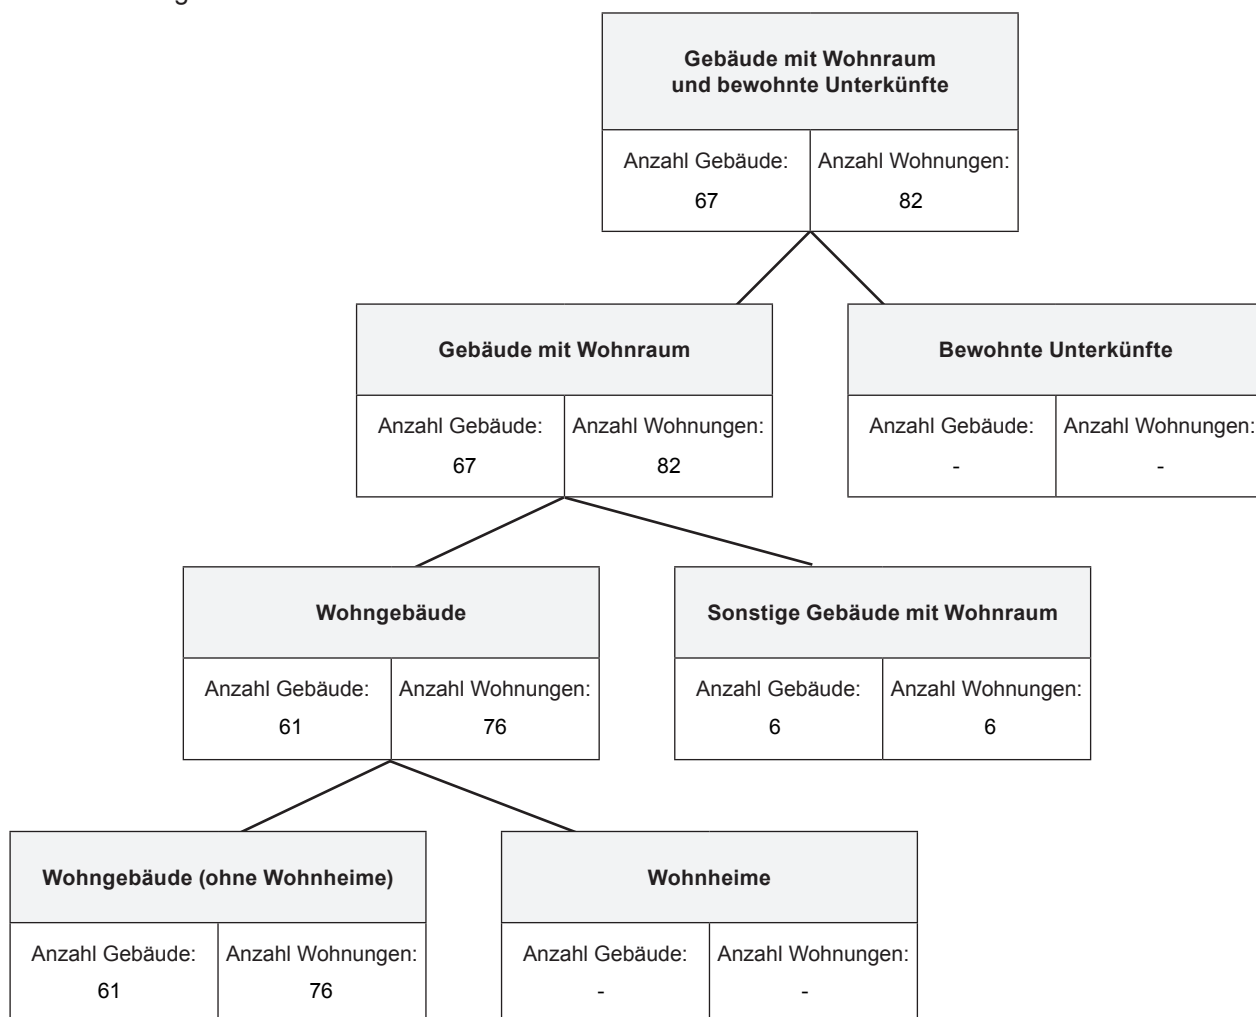 Gebäude mit Wohnraum
und bewohnte Unterkünfte
Anzahl Gebäude: Anzahl Wohnungen:
67 82
Gebäude mit Wohnraum
Anzahl Gebäude: Anzahl Wohnungen:
67 82
Bewohnte Unterkünfte
Anzahl Gebäude: Anzahl Wohnungen:
- -
Wohngebäude
Anzahl Gebäude: Anzahl Wohnungen:
61 76
Sonstige Gebäude mit Wohnraum
Anzahl Gebäude: Anzahl Wohnungen:
6 6
Wohngebäude (ohne Wohnheime)
Anzahl Gebäude: Anzahl Wohnungen:
61 76
Wohnheime
Anzahl Gebäude: Anzahl Wohnungen:
- -